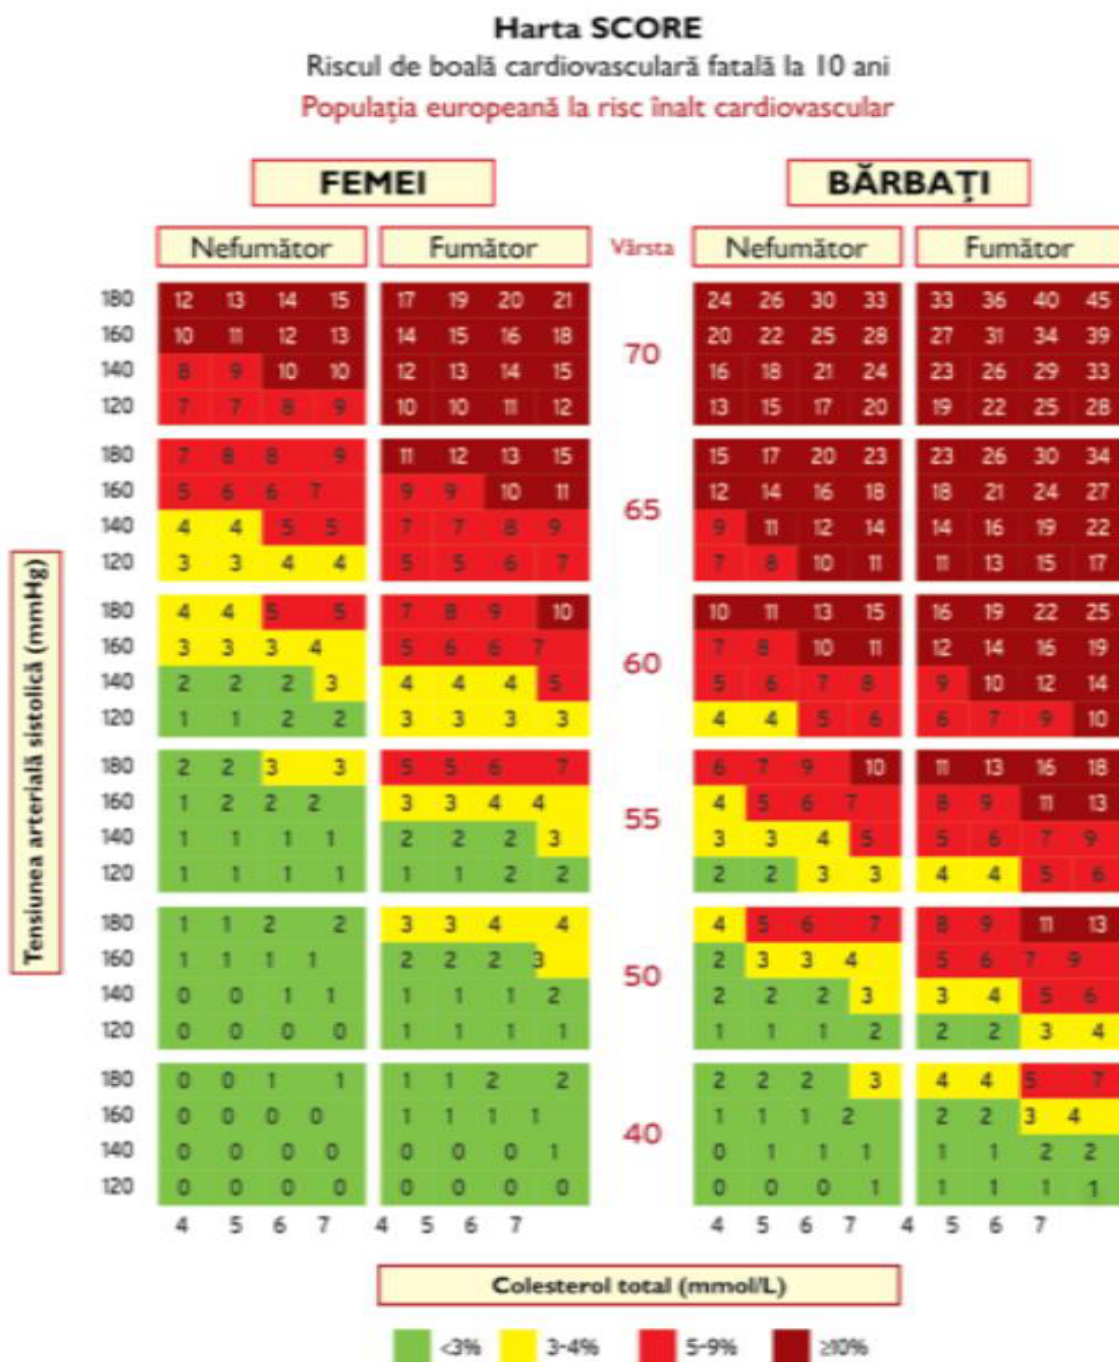 Harta SCORE
Riscul de boală cardiovasculară fatală la 10 ani
Populația europeană la risc înalt cardiovascular
FEMEI BĂRBAȚI
Nefumător Fumător Vârsta Nefumător Fumător
Tensiunea arterială sistolică (mmHg)
180 12 13 14 15 17 19 20 21 24 26 30 33 33 36 40 45
160 10 11 12 13 14 15 16 18 20 22 25 28 27 31 34 39
70
140 8 9 10 10 12 13 14 15 16 18 21 24 23 26 29 33
120 7 7 8 9 10 10 11 12 13 15 17 20 19 22 25 28
180 7 8 8 9 11 12 13 15 15 17 20 23 23 26 30 34
160 5 6 6 7 9 9 10 11 12 14 16 18 18 21 24 27
65
140 4 4 5 5 7 7 8 9 9 11 12 14 14 16 19 22
120 3 3 4 4 5 5 6 7 7 8 10 11 11 13 15 17
180 4 4 5 5 7 8 9 10 10 11 13 15 16 19 22 25
160 3 3 3 4 5 6 6 7 7 8 10 11 12 14 16 19
60
140 2 2 2 3 4 4 4 5 5 6 7 8 9 10 12 14
120 1 1 2 2 3 3 3 3 4 4 5 6 6 7 9 10
180 2 2 3 3 5 5 6 7 6 7 9 10 11 13 16 18
160 1 2 2 2 3 3 4 4 4 5 6 7 8 9 11 13
55
140 1 1 1 1 2 2 2 3 3 3 4 5 5 6 7 9
120 1 1 1 1 1 1 2 2 2 2 3 3 4 4 5 6
180 1 1 2 2 3 3 4 4 4 5 6 7 8 9 11 13
160 1 1 1 1 2 2 2 3 2 3 3 4 5 6 7 9
50
140 0 0 1 1 1 1 1 2 2 2 2 3 3 4 5 6
120 0 0 0 0 1 1 1 1 1 1 1 2 2 2 3 4
180 0 0 1 1 1 1 2 2 2 2 2 3 4 4 5 7
160 0 0 0 0 1 1 1 1 1 1 1 2 2 2 3 4
40
140 0 0 0 0 0 0 0 1 0 1 1 1 1 1 2 2
120 0 0 0 0 0 0 0 0 0 0 0 1 1 1 1 1
4 5 6 7 4 5 6 7 4 5 6 7 4 5 6 7
Colesterol total (mmol/L)
<3% 3-4% 5-9% ≥10%